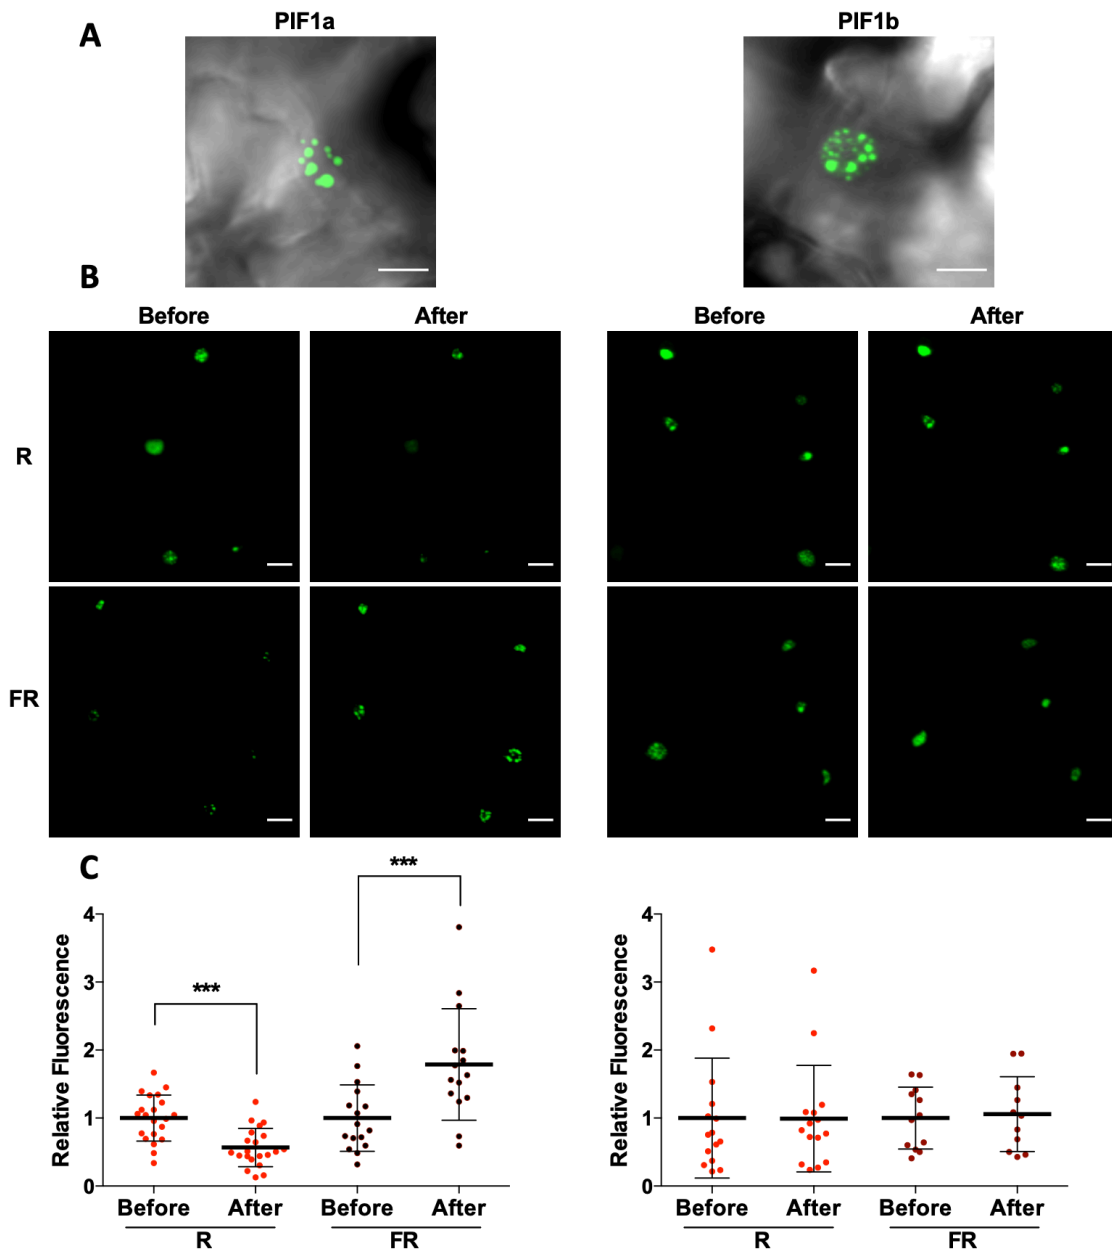 A
PIF1a
PIF1b
B
Before
After
Before
After
R
FR
C
***
***
Relative Fluorescence
4
3
2
1
0
Before
After
Before
After
R
FR
Relative Fluorescence
4
3
2
1
0
Before
After
Before
After
R
FR